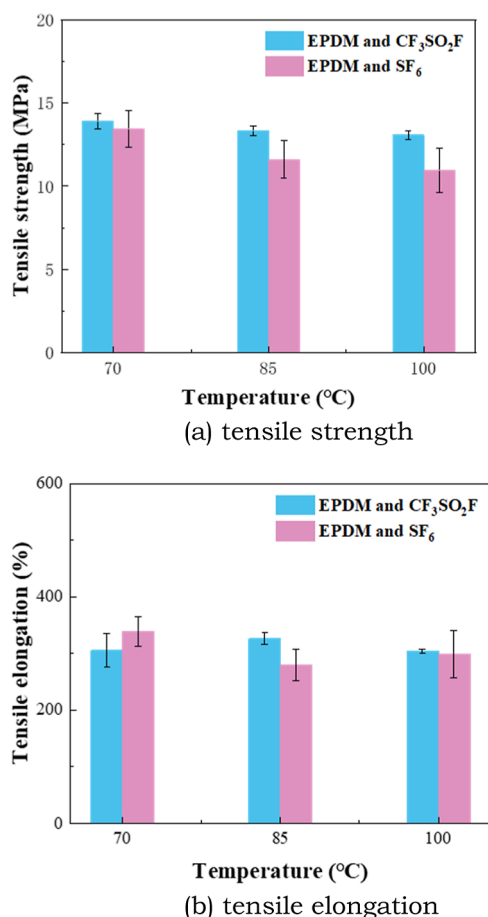 20
15
10
5
0
Tensile strength (MPa)
EPDM and CF₃SO₂F
EPDM and SF₆
70 85 100
Temperature (°C)
(a) tensile strength
600
400
200
0
Tensile elongation (%)
EPDM and CF₃SO₂F
EPDM and SF₆
70 85 100
Temperature (°C)
(b) tensile elongation